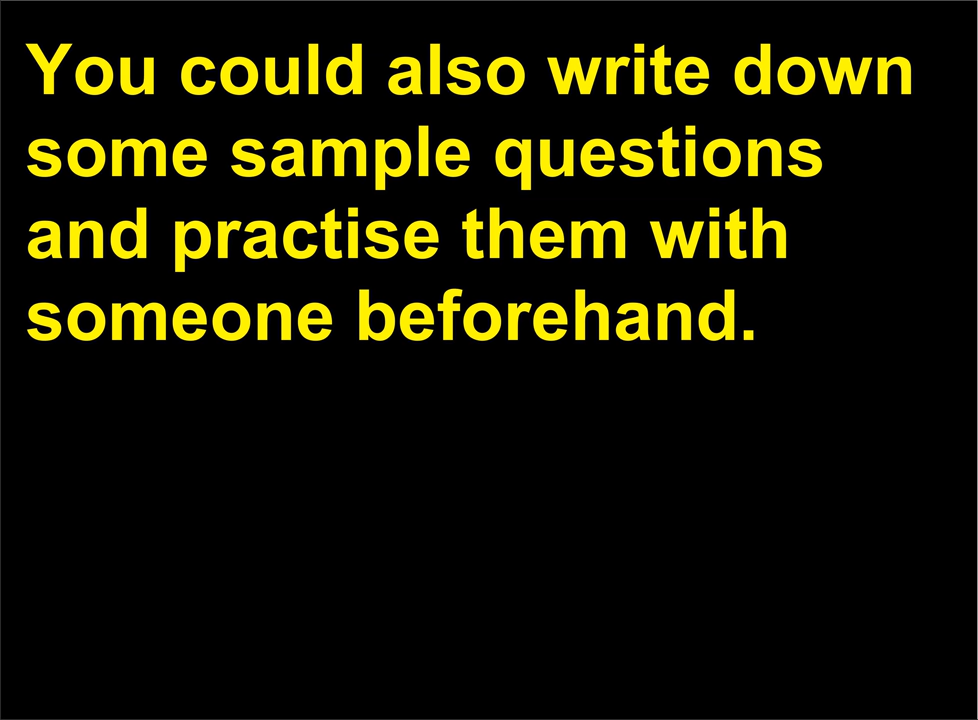 You could also write down
some sample questions
and practise them with
someone beforehand.